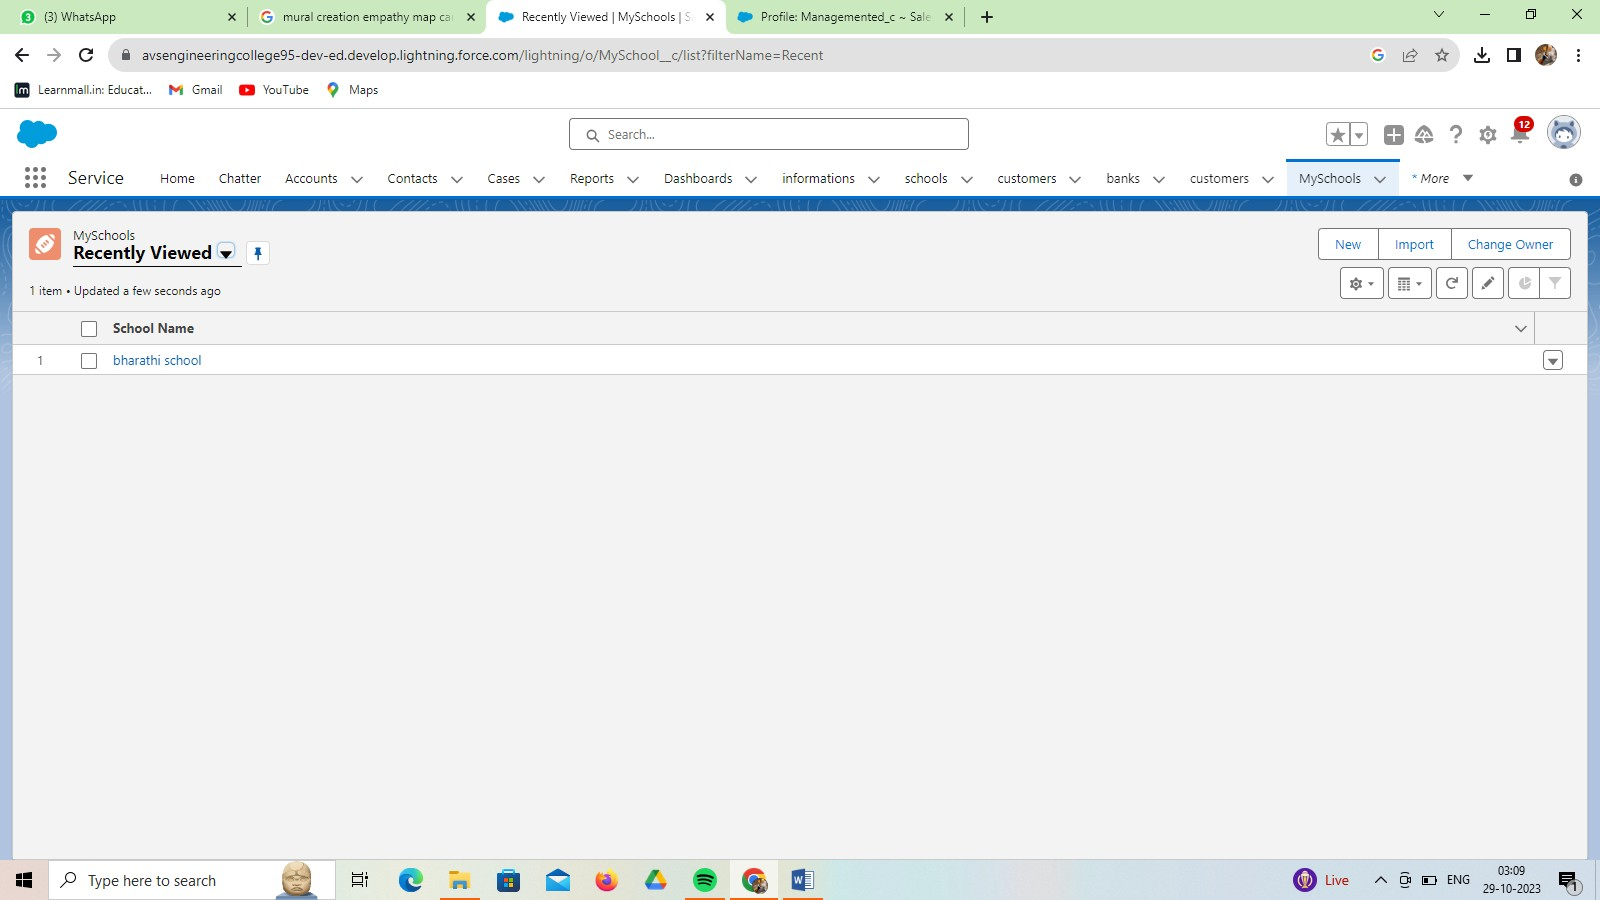 (3) WhatsApp
mural creation empathy map ca
Recently Viewed | MySchools | S
Profile: Managemented_c ~ Sale
avsengineeringcollege95-dev-ed.develop.lightning.force.com/lightning/o/MySchool__c/list?filterName=Recent
Learnmall.in: Educat...
Gmail
YouTube
Maps
Search...
12
Service
Home
Chatter
Accounts
Contacts
Cases
Reports
Dashboards
informations
schools
customers
banks
customers
MySchools
* More
MySchools
Recently Viewed
New
Import
Change Owner
1 item • Updated a few seconds ago
School Name
1
bharathi school
Type here to search
Live
ENG
03:09
29-10-2023
1